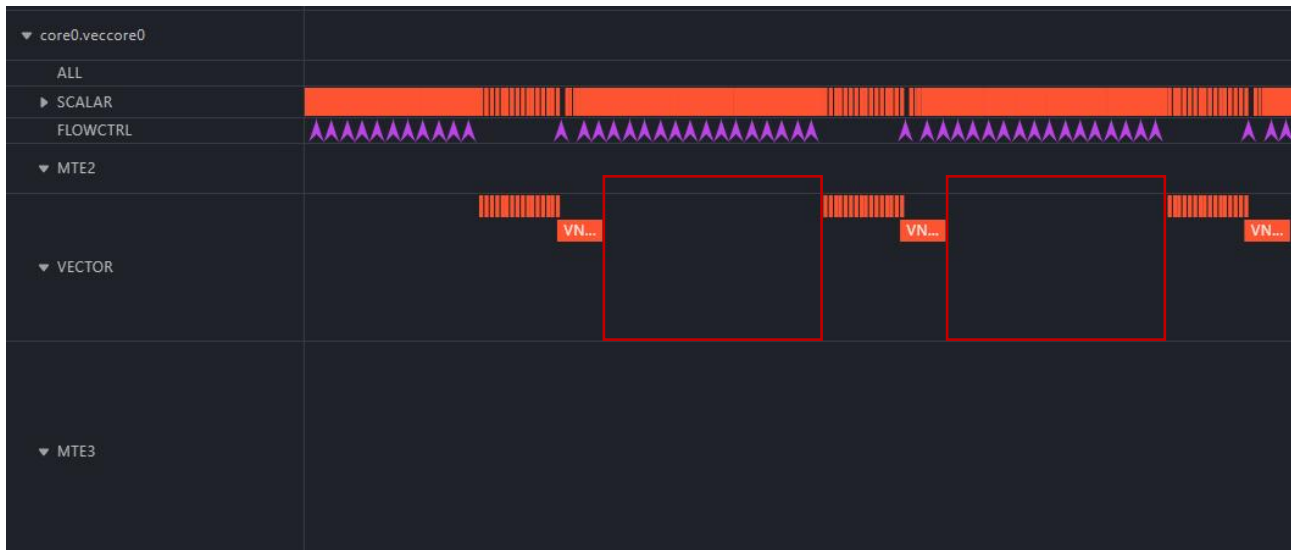 core0.veccore0
ALL
SCALAR
FLOWCTRL
MTE2
VN... VN... VN...
VECTOR
MTE3